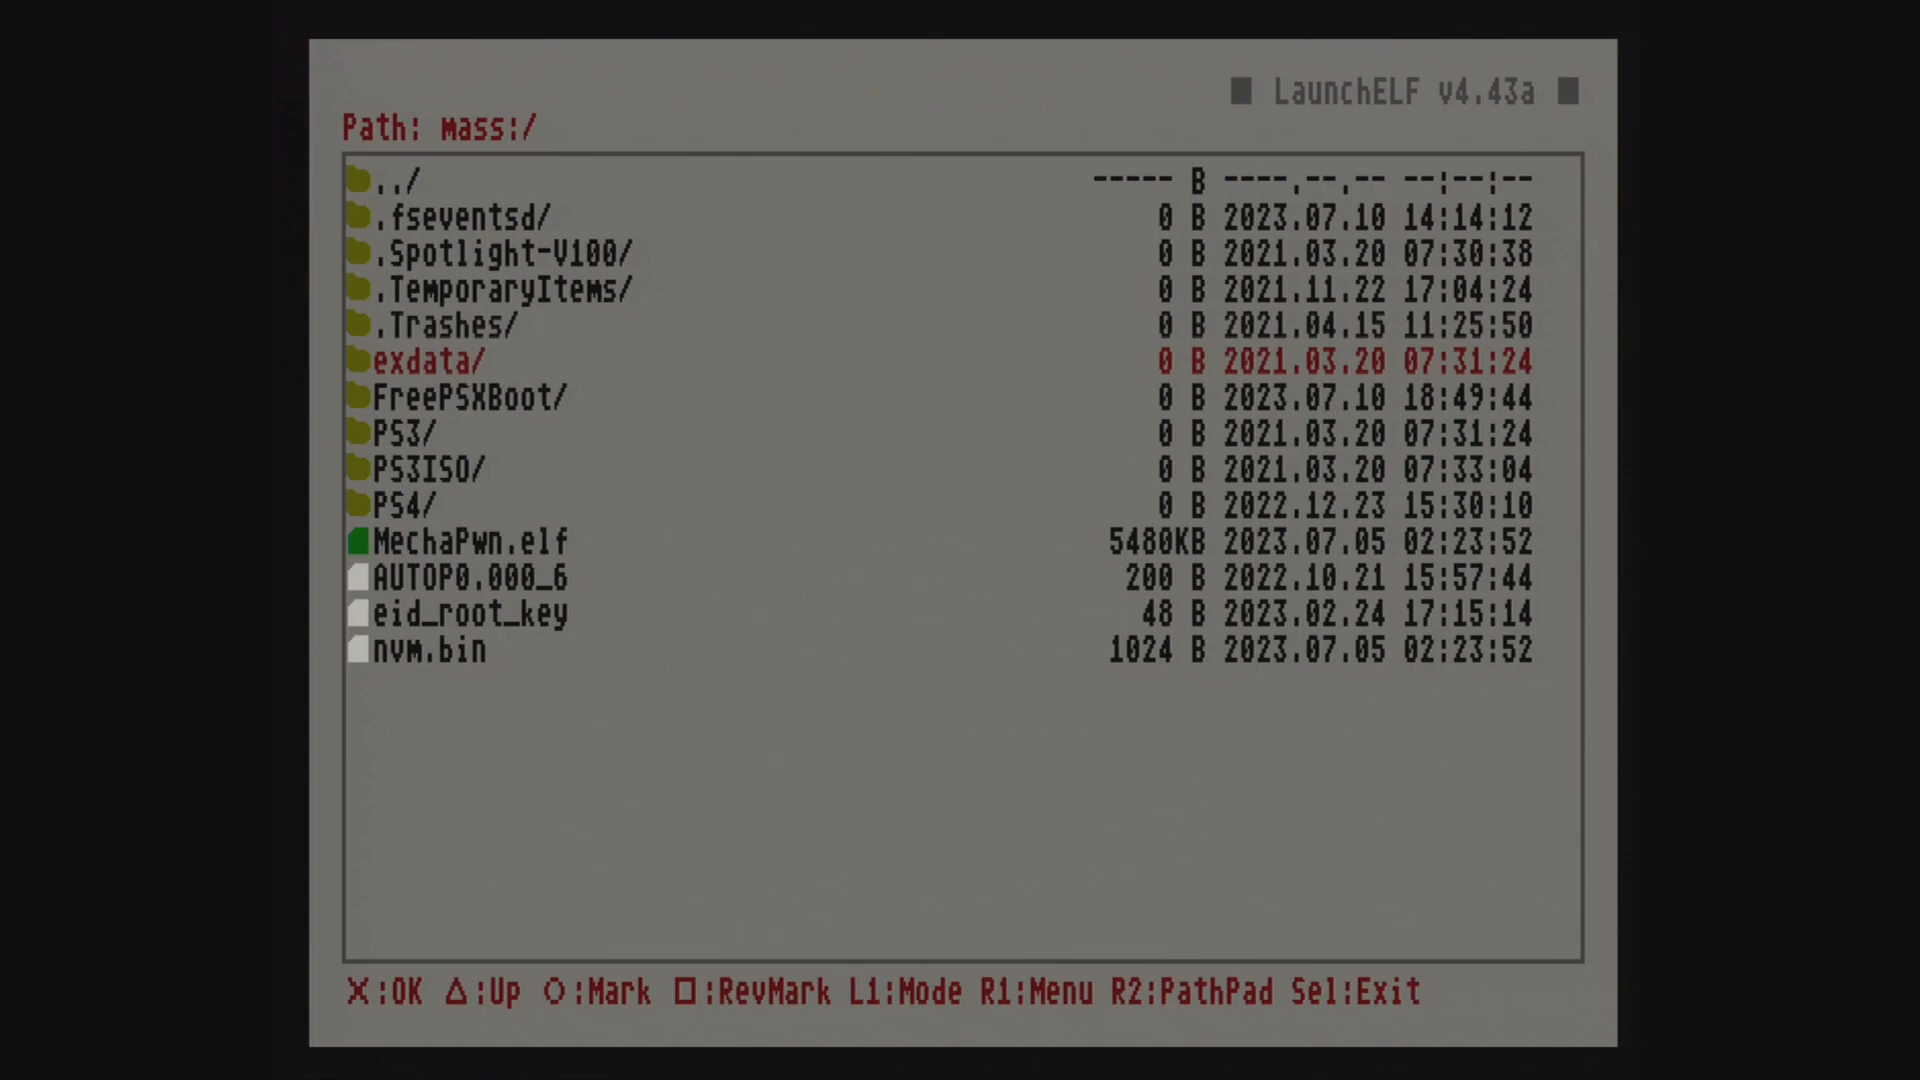 ■ LaunchELF v4.43a ■
Path: mass:/
../ ----- B ----.--.-- --:--:--
.fseventsd/ 0 B 2023.07.10 14:14:12
.Spotlight-V100/ 0 B 2021.03.20 07:30:38
.TemporaryItems/ 0 B 2021.11.22 17:04:24
.Trashes/ 0 B 2021.04.15 11:25:50
exdata/ 0 B 2021.03.20 07:31:24
FreePSXBoot/ 0 B 2023.07.10 18:49:44
PS3/ 0 B 2021.03.20 07:31:24
PS3ISO/ 0 B 2021.03.20 07:33:04
PS4/ 0 B 2022.12.23 15:30:10
MechaPwn.elf 5480KB 2023.07.05 02:23:52
AUTOP0.000_6 200 B 2022.10.21 15:57:44
eid_root_key 48 B 2023.02.24 17:15:14
nvm.bin 1024 B 2023.07.05 02:23:52
X:OK △:Up ○:Mark □:RevMark L1:Mode R1:Menu R2:PathPad Sel:Exit